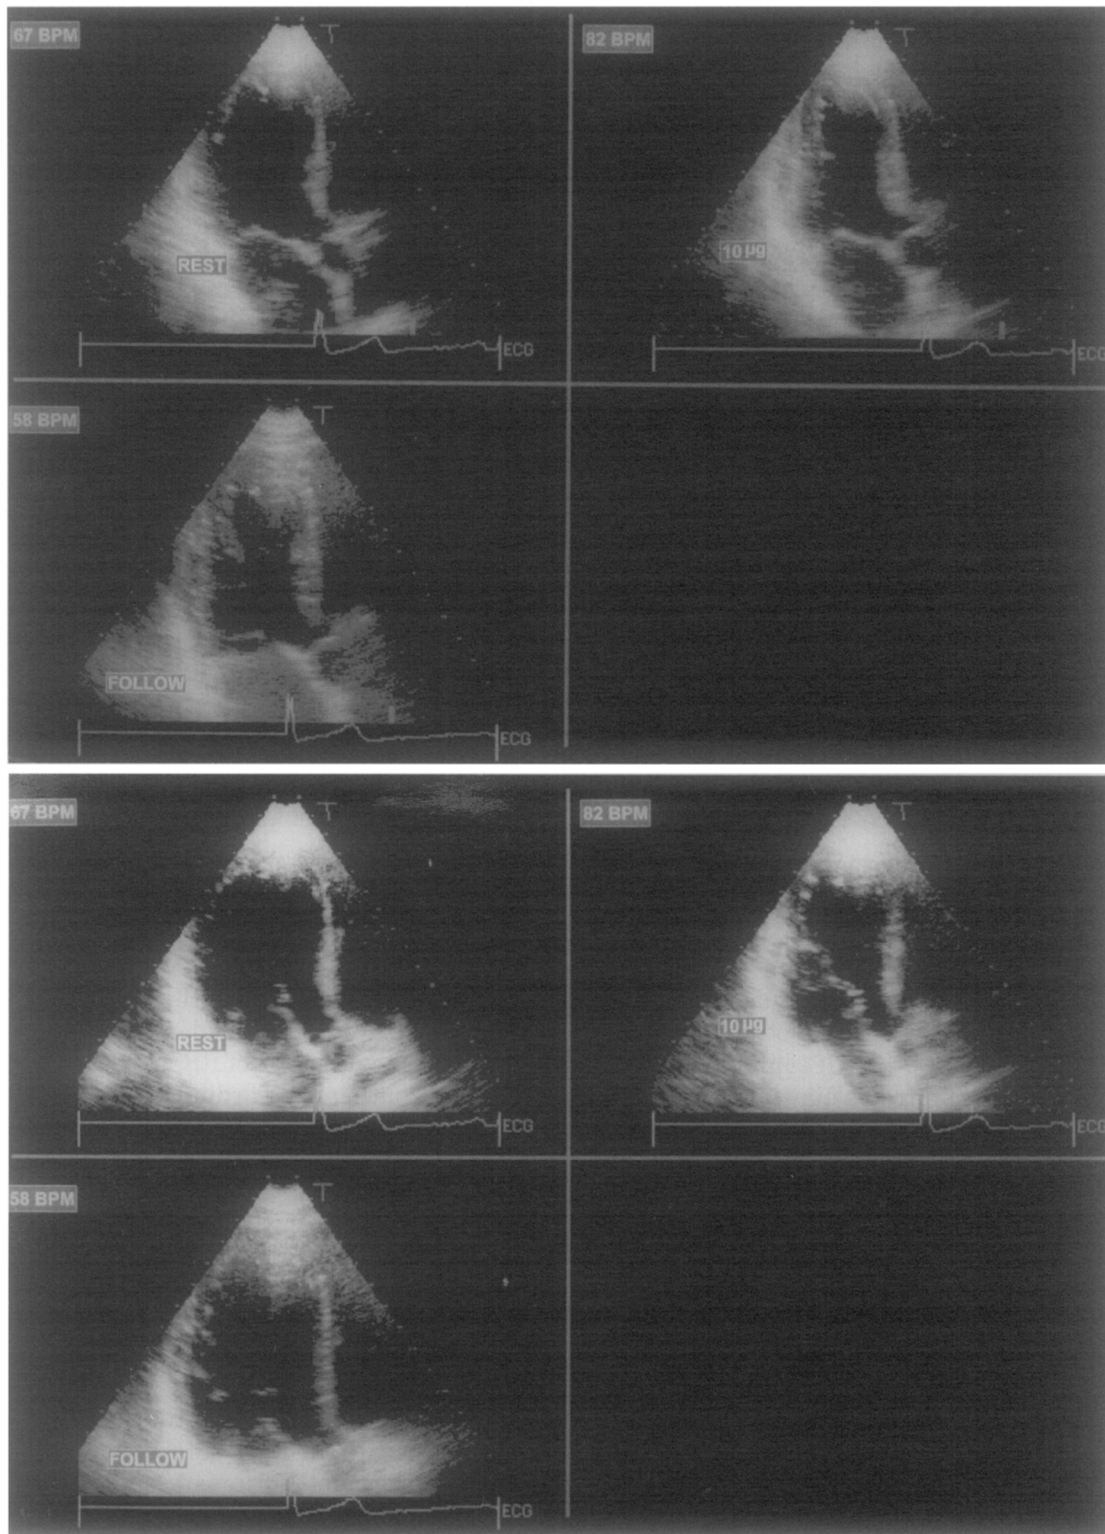 67 BPM
82 BPM
REST
10 µg
ECG
ECG
58 BPM
FOLLOW
ECG
67 BPM
82 BPM
REST
10 µg
ECG
ECG
58 BPM
FOLLOW
ECG